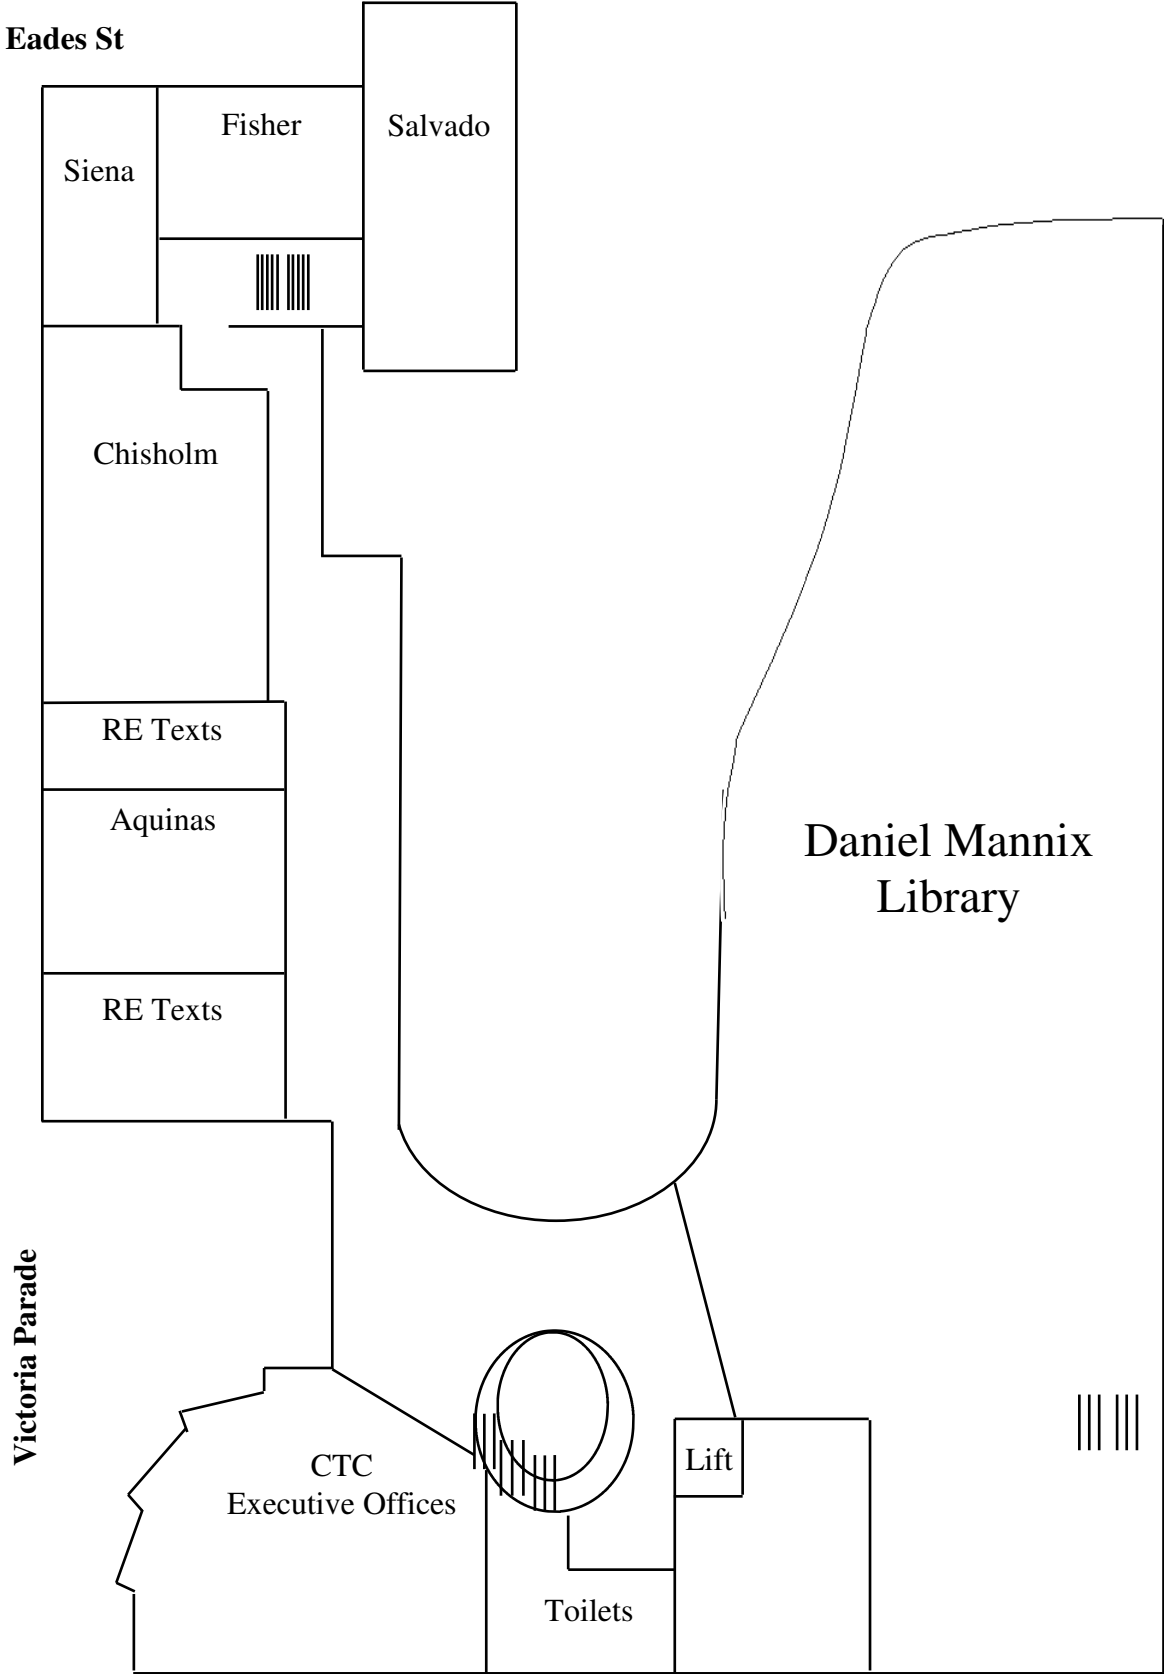 Eades St
Fisher
Salvado
Siena
Chisholm
RE Texts
Aquinas
Daniel Mannix
Library
RE Texts
Victoria Parade
CTC
Executive Offices
Lift
Toilets